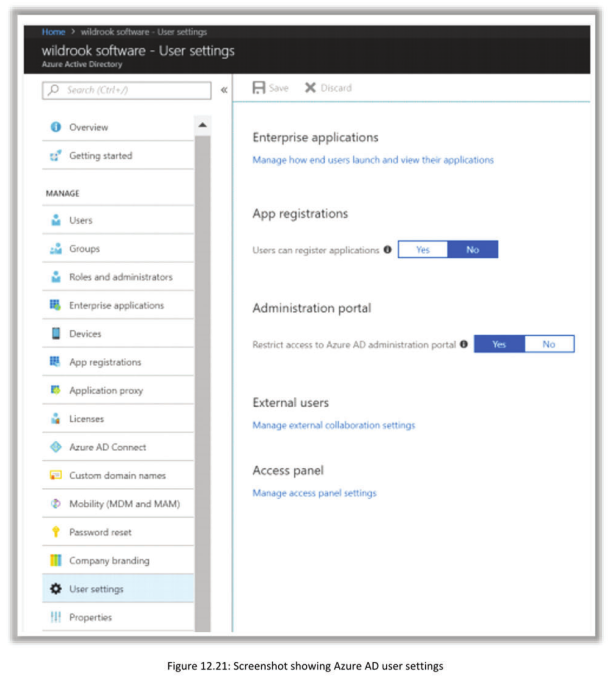 Home > wildrook software - User settings
wildrook software - User settings
Azure Active Directory
Search (Ctrl+/)
«
Save
Discard
Overview
Getting started
MANAGE
Users
Groups
Roles and administrators
Enterprise applications
Devices
App registrations
Application proxy
Licenses
Azure AD Connect
Custom domain names
Mobility (MDM and MAM)
Password reset
Company branding
User settings
Properties
Enterprise applications
Manage how end users launch and view their applications
App registrations
Users can register applications Yes No
Administration portal
Restrict access to Azure AD administration portal Yes No
External users
Manage external collaboration settings
Access panel
Manage access panel settings
Figure 12.21: Screenshot showing Azure AD user settings